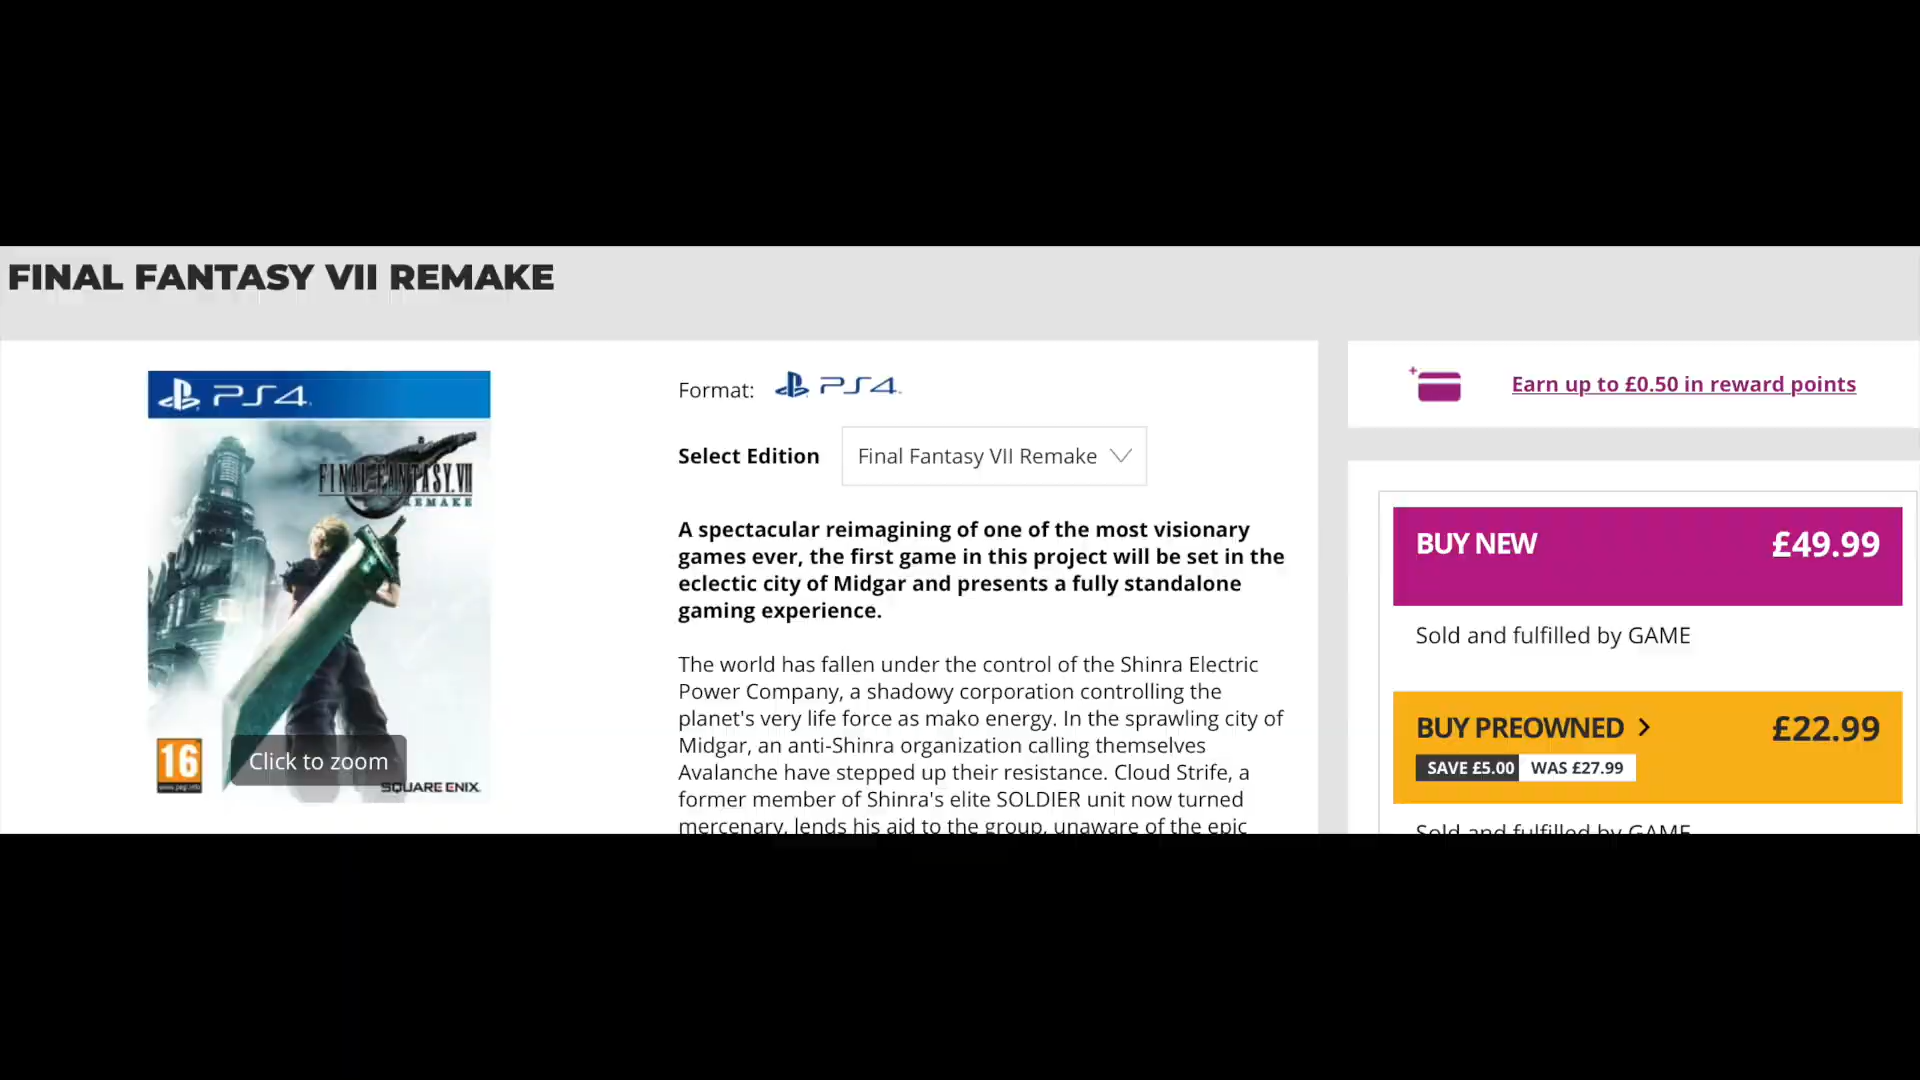 FINAL FANTASY VII REMAKE
PS4
FINAL FANTASY VII
REMAKE
16
Click to zoom
SQUARE ENIX
Format: PS4
Select Edition Final Fantasy VII Remake
A spectacular reimagining of one of the most visionary
games ever, the first game in this project will be set in the
eclectic city of Midgar and presents a fully standalone
gaming experience.
The world has fallen under the control of the Shinra Electric
Power Company, a shadowy corporation controlling the
planet's very life force as mako energy. In the sprawling city of
Midgar, an anti-Shinra organization calling themselves
Avalanche have stepped up their resistance. Cloud Strife, a
former member of Shinra's elite SOLDIER unit now turned
mercenary, lends his aid to the group, unaware of the epic
Earn up to £0.50 in reward points
BUY NEW £49.99
Sold and fulfilled by GAME
BUY PREOWNED > £22.99
SAVE £5.00 WAS £27.99
Sold and fulfilled by GAME